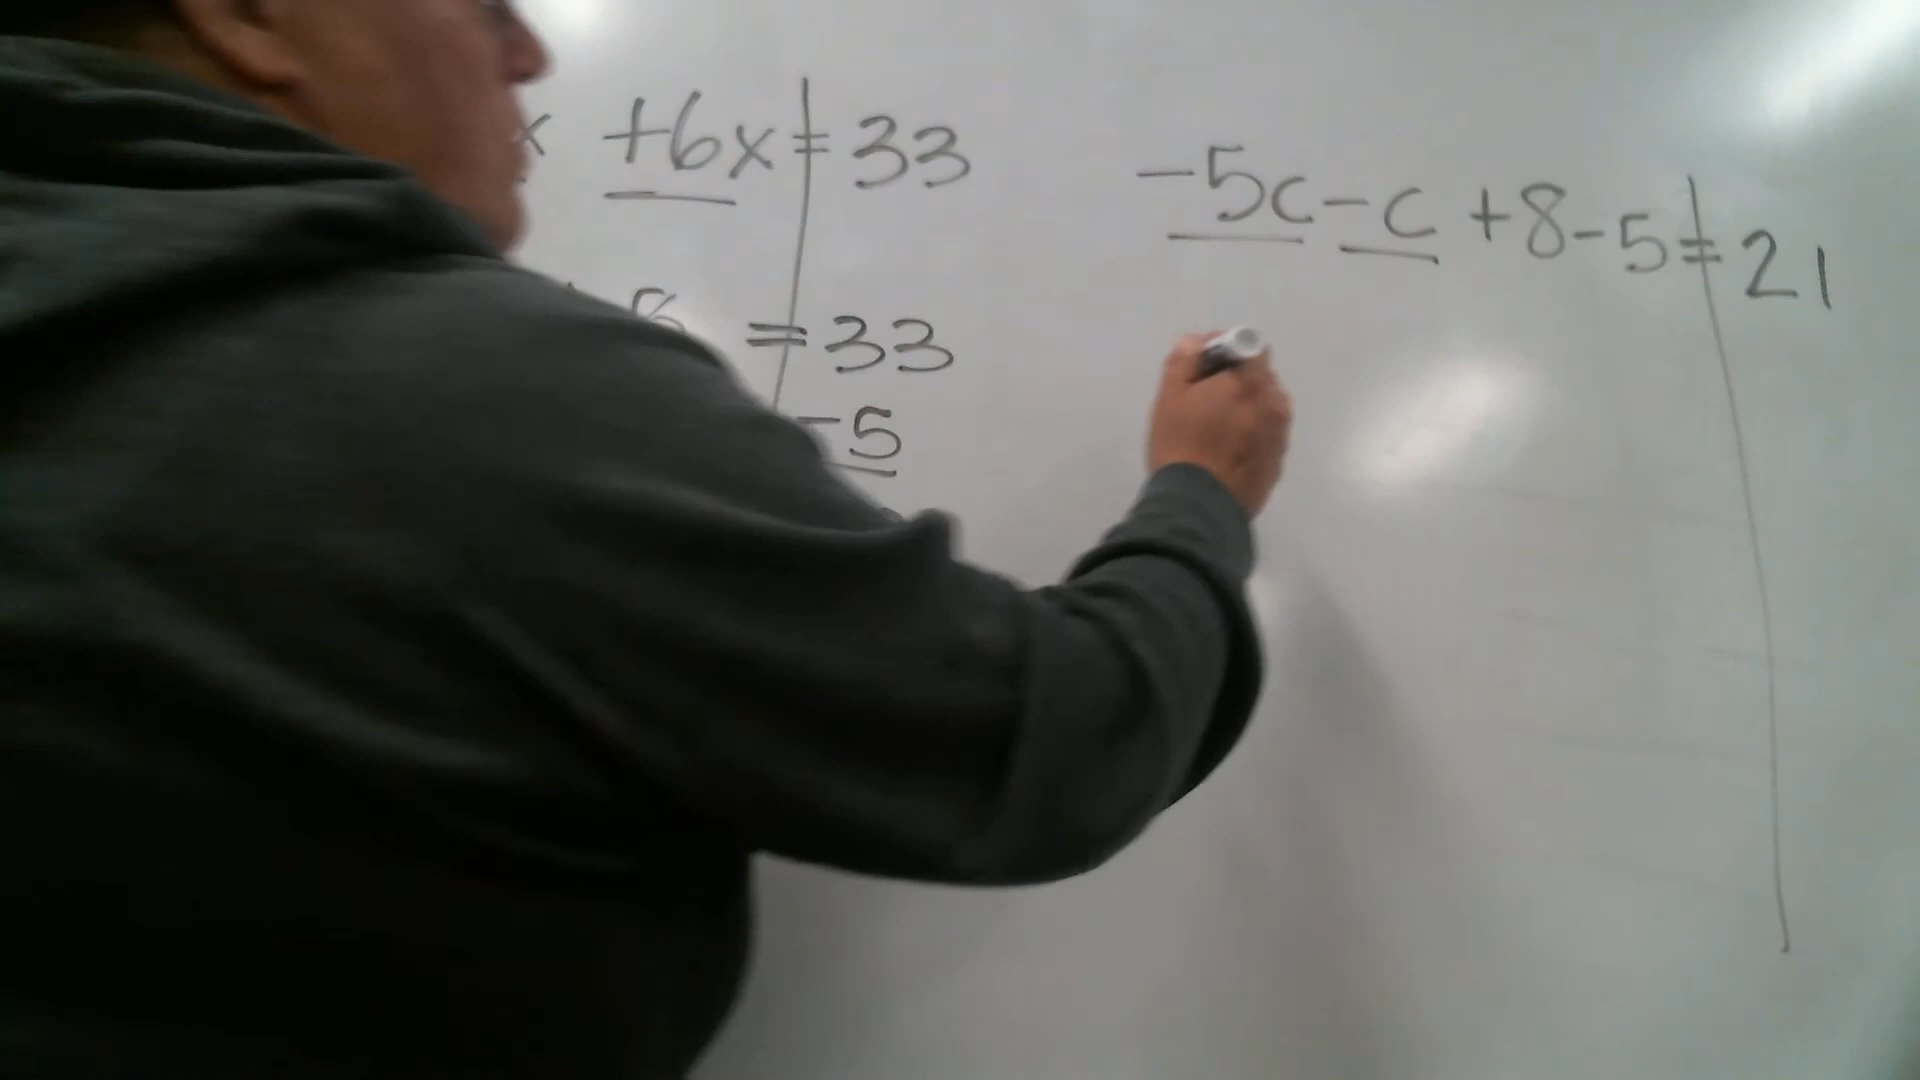 x +6x = 33
= 33
-5
-5c - c + 8 - 5 = 21